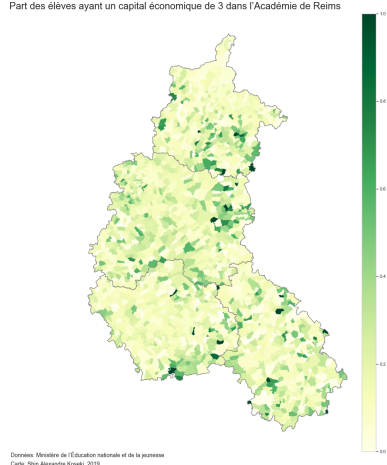 Part des élèves ayant un capital économique de 3 dans l'Académie de Reims
1.0
0.8
0.6
0.4
0.2
0.0
Données: Ministère de l'Éducation nationale et de la jeunesse
Carte: Shin Alexandre Koseki, 2019